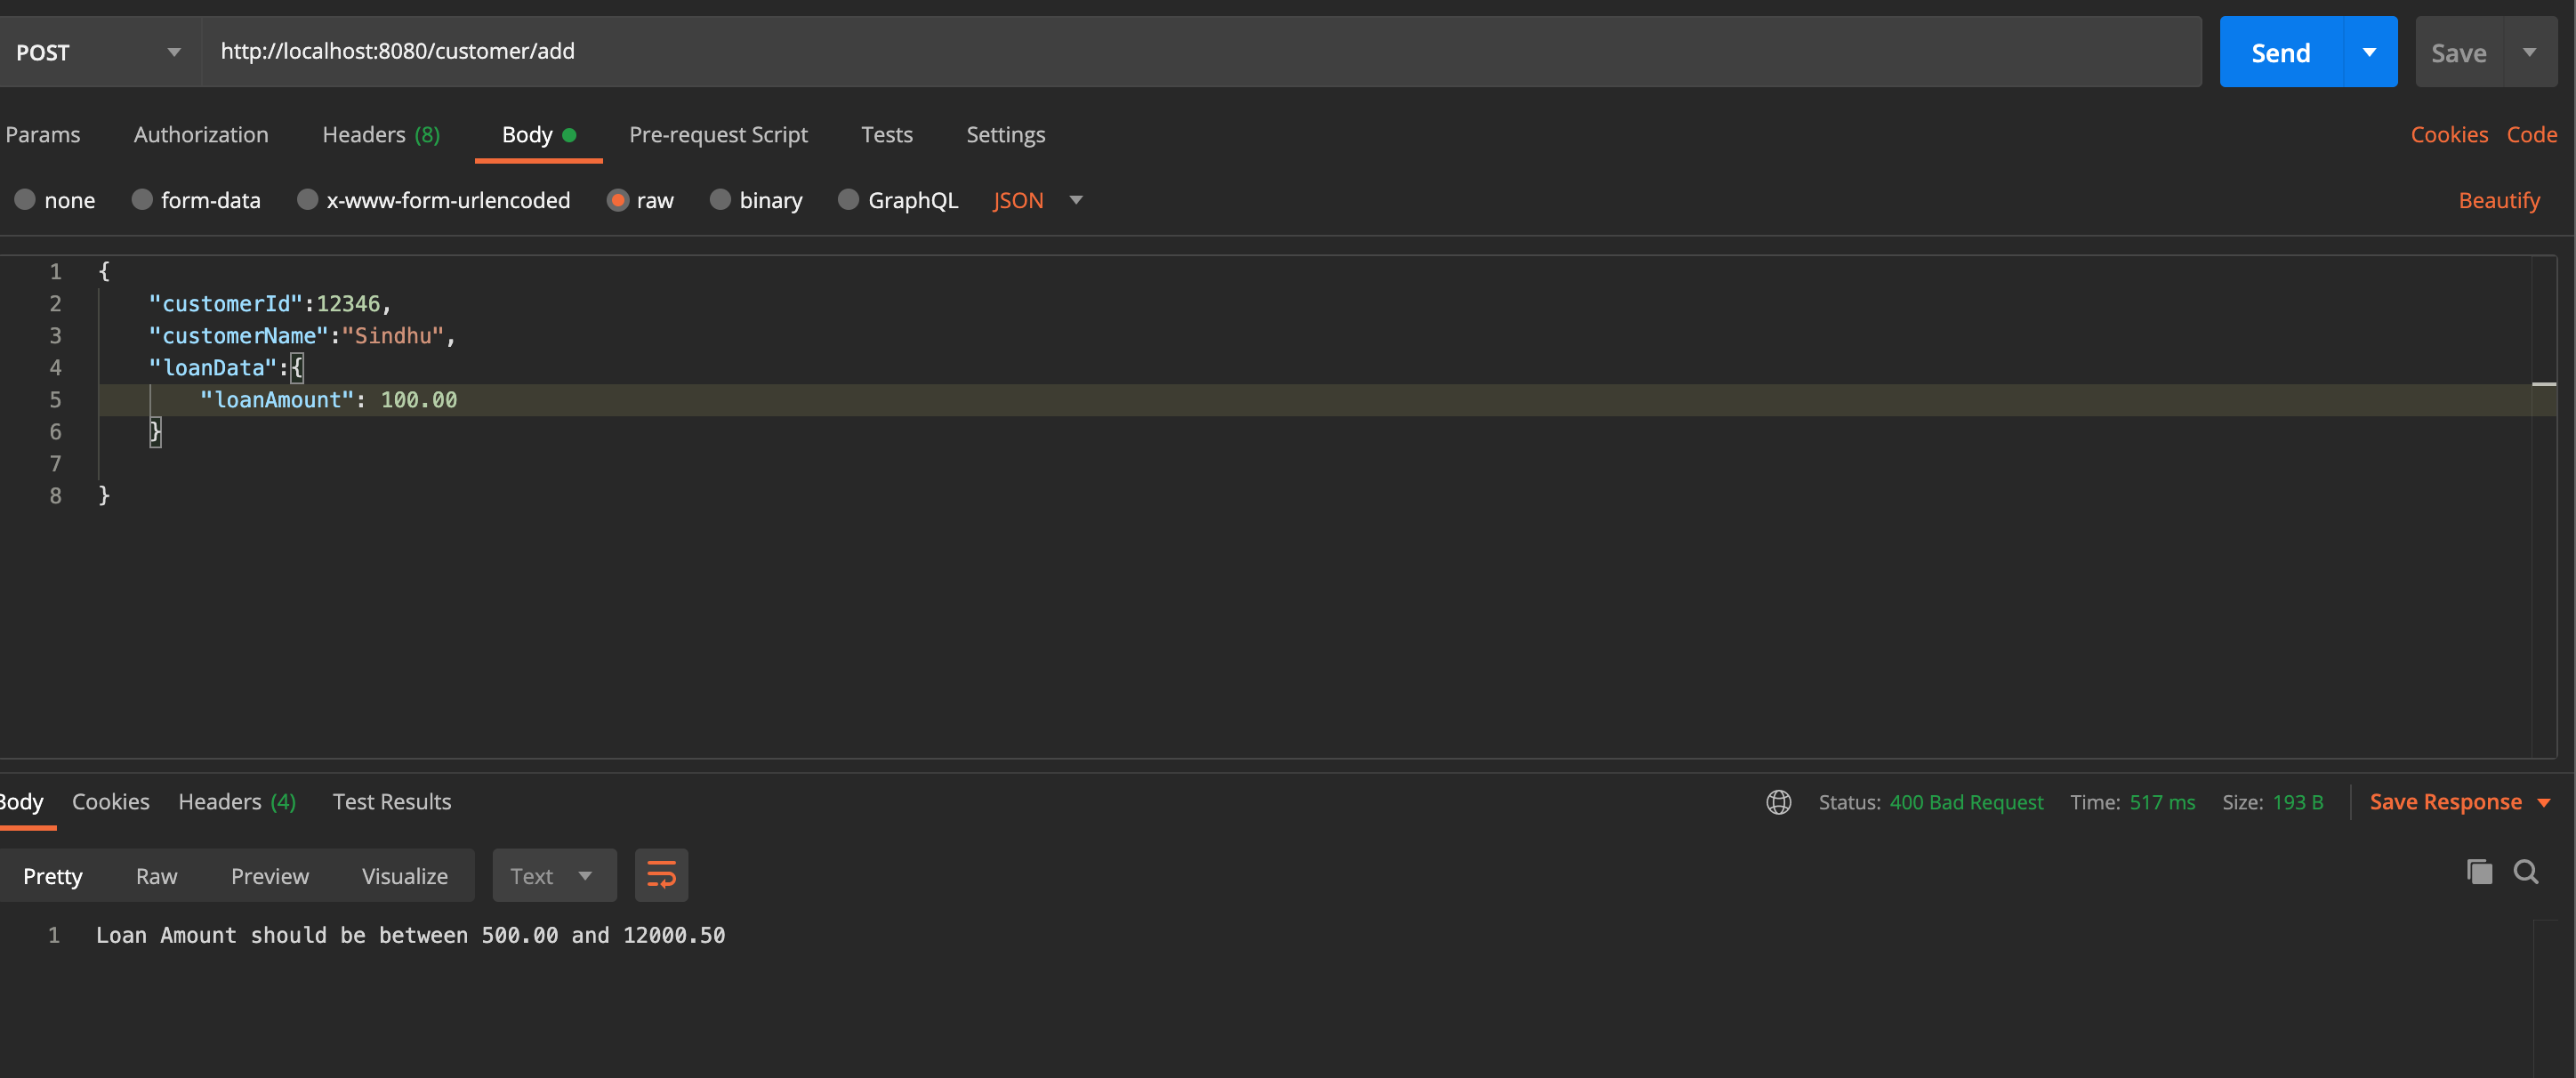 POST http://localhost:8080/customer/add Send Save
Params Authorization Headers (8) Body Pre-request Script Tests Settings Cookies Code
none form-data x-www-form-urlencoded raw binary GraphQL JSON Beautify
1 {
2 "customerId":12346,
3 "customerName":"Sindhu",
4 "loanData":{
5 "loanAmount": 100.00
6 }
7
8 }
Body Cookies Headers (4) Test Results Status: 400 Bad Request Time: 517 ms Size: 193 B Save Response
Pretty Raw Preview Visualize Text
1 Loan Amount should be between 500.00 and 12000.50